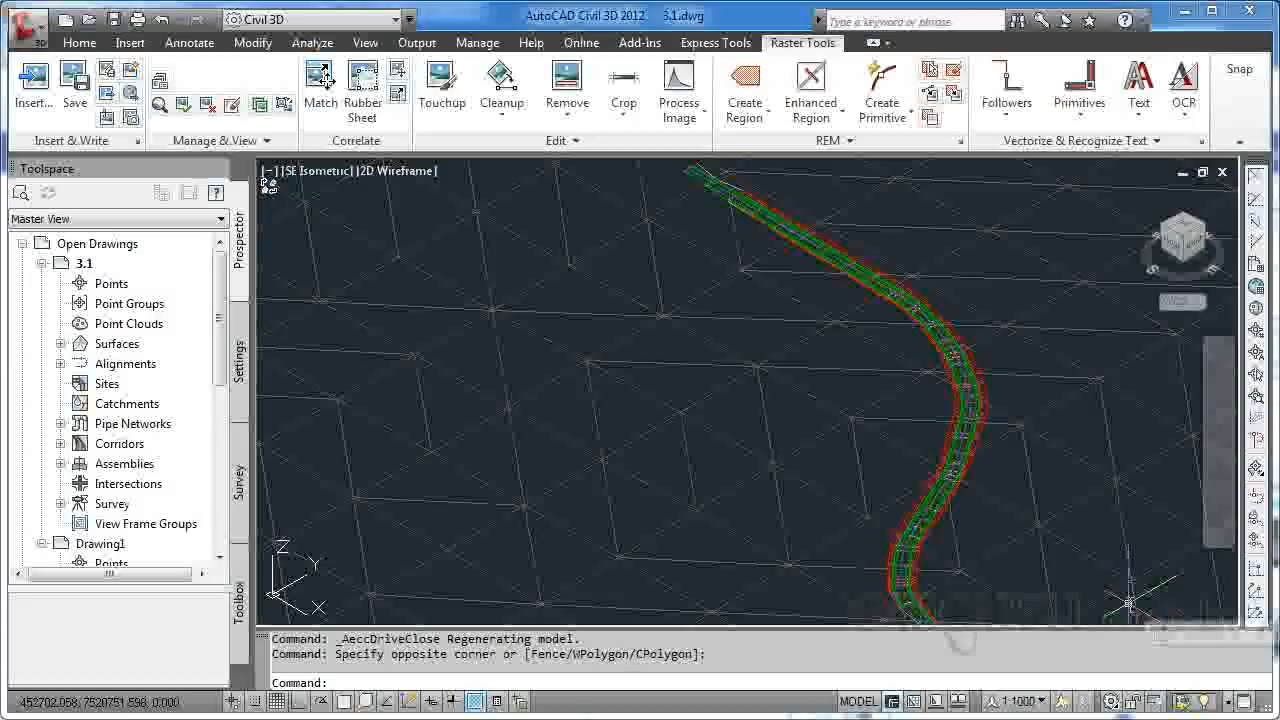 Civil 3D
AutoCAD Civil 3D 2012 3.1.dwg
Type a keyword or phrase
3D
Home Insert Annotate Modify Analyze View Output Manage Help Online Add-Ins Express Tools Raster Tools
Insert... Save
Match Rubber Sheet
Touchup Cleanup Remove Crop Process Image
Create Region Enhanced Region Create Primitive
Followers Primitives Text OCR
Snap
Insert & Write Manage & View Correlate Edit REM Vectorize & Recognize Text
Toolspace
[−][SE Isometric][2D Wireframe]
Master View
Prospector
Settings
Survey
Toolbox
Open Drawings
3.1
Points
Point Groups
Point Clouds
Surfaces
Alignments
Sites
Catchments
Pipe Networks
Corridors
Assemblies
Intersections
Survey
View Frame Groups
Drawing1
Points
Z
Y
X
Command: _AeccDriveClose Regenerating model.
Command: Specify opposite corner or [Fence/WPolygon/CPolygon]:
Command:
452702.058, 7520751.598, 0.000
MODEL
1:1000